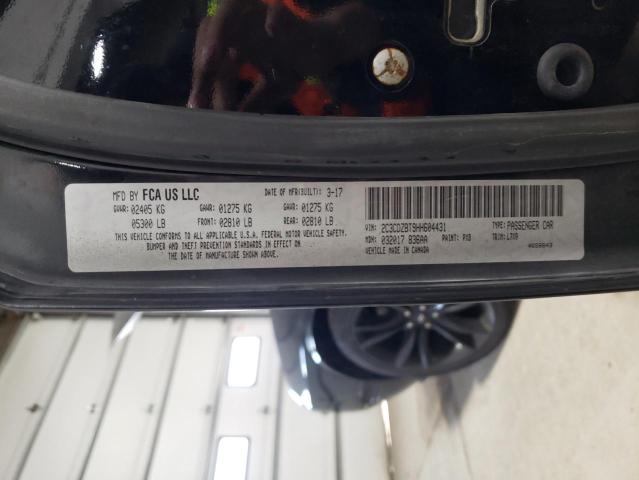 MFD BY FCA US LLC DATE OF MFR(BUILT): 3-17
GVWR: 02405 KG GAWR: 01275 KG GAWR: 01275 KG
05300 LB FRONT: 02810 LB REAR: 02810 LB
THIS VEHICLE CONFORMS TO ALL APPLICABLE U.S.A. FEDERAL MOTOR VEHICLE SAFETY,
BUMPER AND THEFT PREVENTION STANDARDS IN EFFECT ON
THE DATE OF MANUFACTURE SHOWN ABOVE.
2C3CDZBT9HH604431 TYPE: PASSENGER CAR
MDH: 032017 836AA PAINT: PX8 TRIM: L7X9
VEHICLE MADE IN CANADA